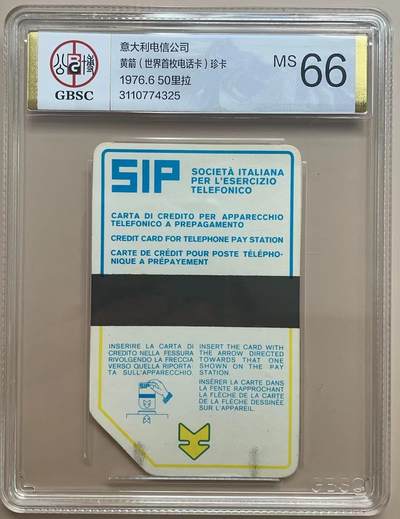 意大利电信公司
黄箭（世界首枚电话卡）珍卡
1976.6 50里拉
3110774325
MS 66
公博
GBSC
SIP
SOCIETÀ ITALIANA
PER L'ESERCIZIO
TELEFONICO
CARTA DI CREDITO PER APPARECCHIO
TELEFONICO A PREPAGAMENTO
CREDIT CARD FOR TELEPHONE PAY STATION
CARTE DE CRÉDIT POUR POSTE TÉLÉPHO-
NIQUE A PRÉPAYEMENT
INSERIRE LA CARTA DI
CREDITO NELLA FESSURA
RIVOLGENDO LA FRECCIA
VERSO QUELLA RIPORTA-
TA SULL'APPARECCHIO
INSERT THE CARD WITH
THE ARROW DIRECTED
TOWARDS THAT ONE
SHOWN ON THE PAY
STATION
INSÉRER LA CARTE DANS
LA FENTE RAPPROCHANT
LA FLÈCHE DE LA CARTE
DE LA FLÈCHE DESSINÉE
SUR L'APPAREIL
GBSC